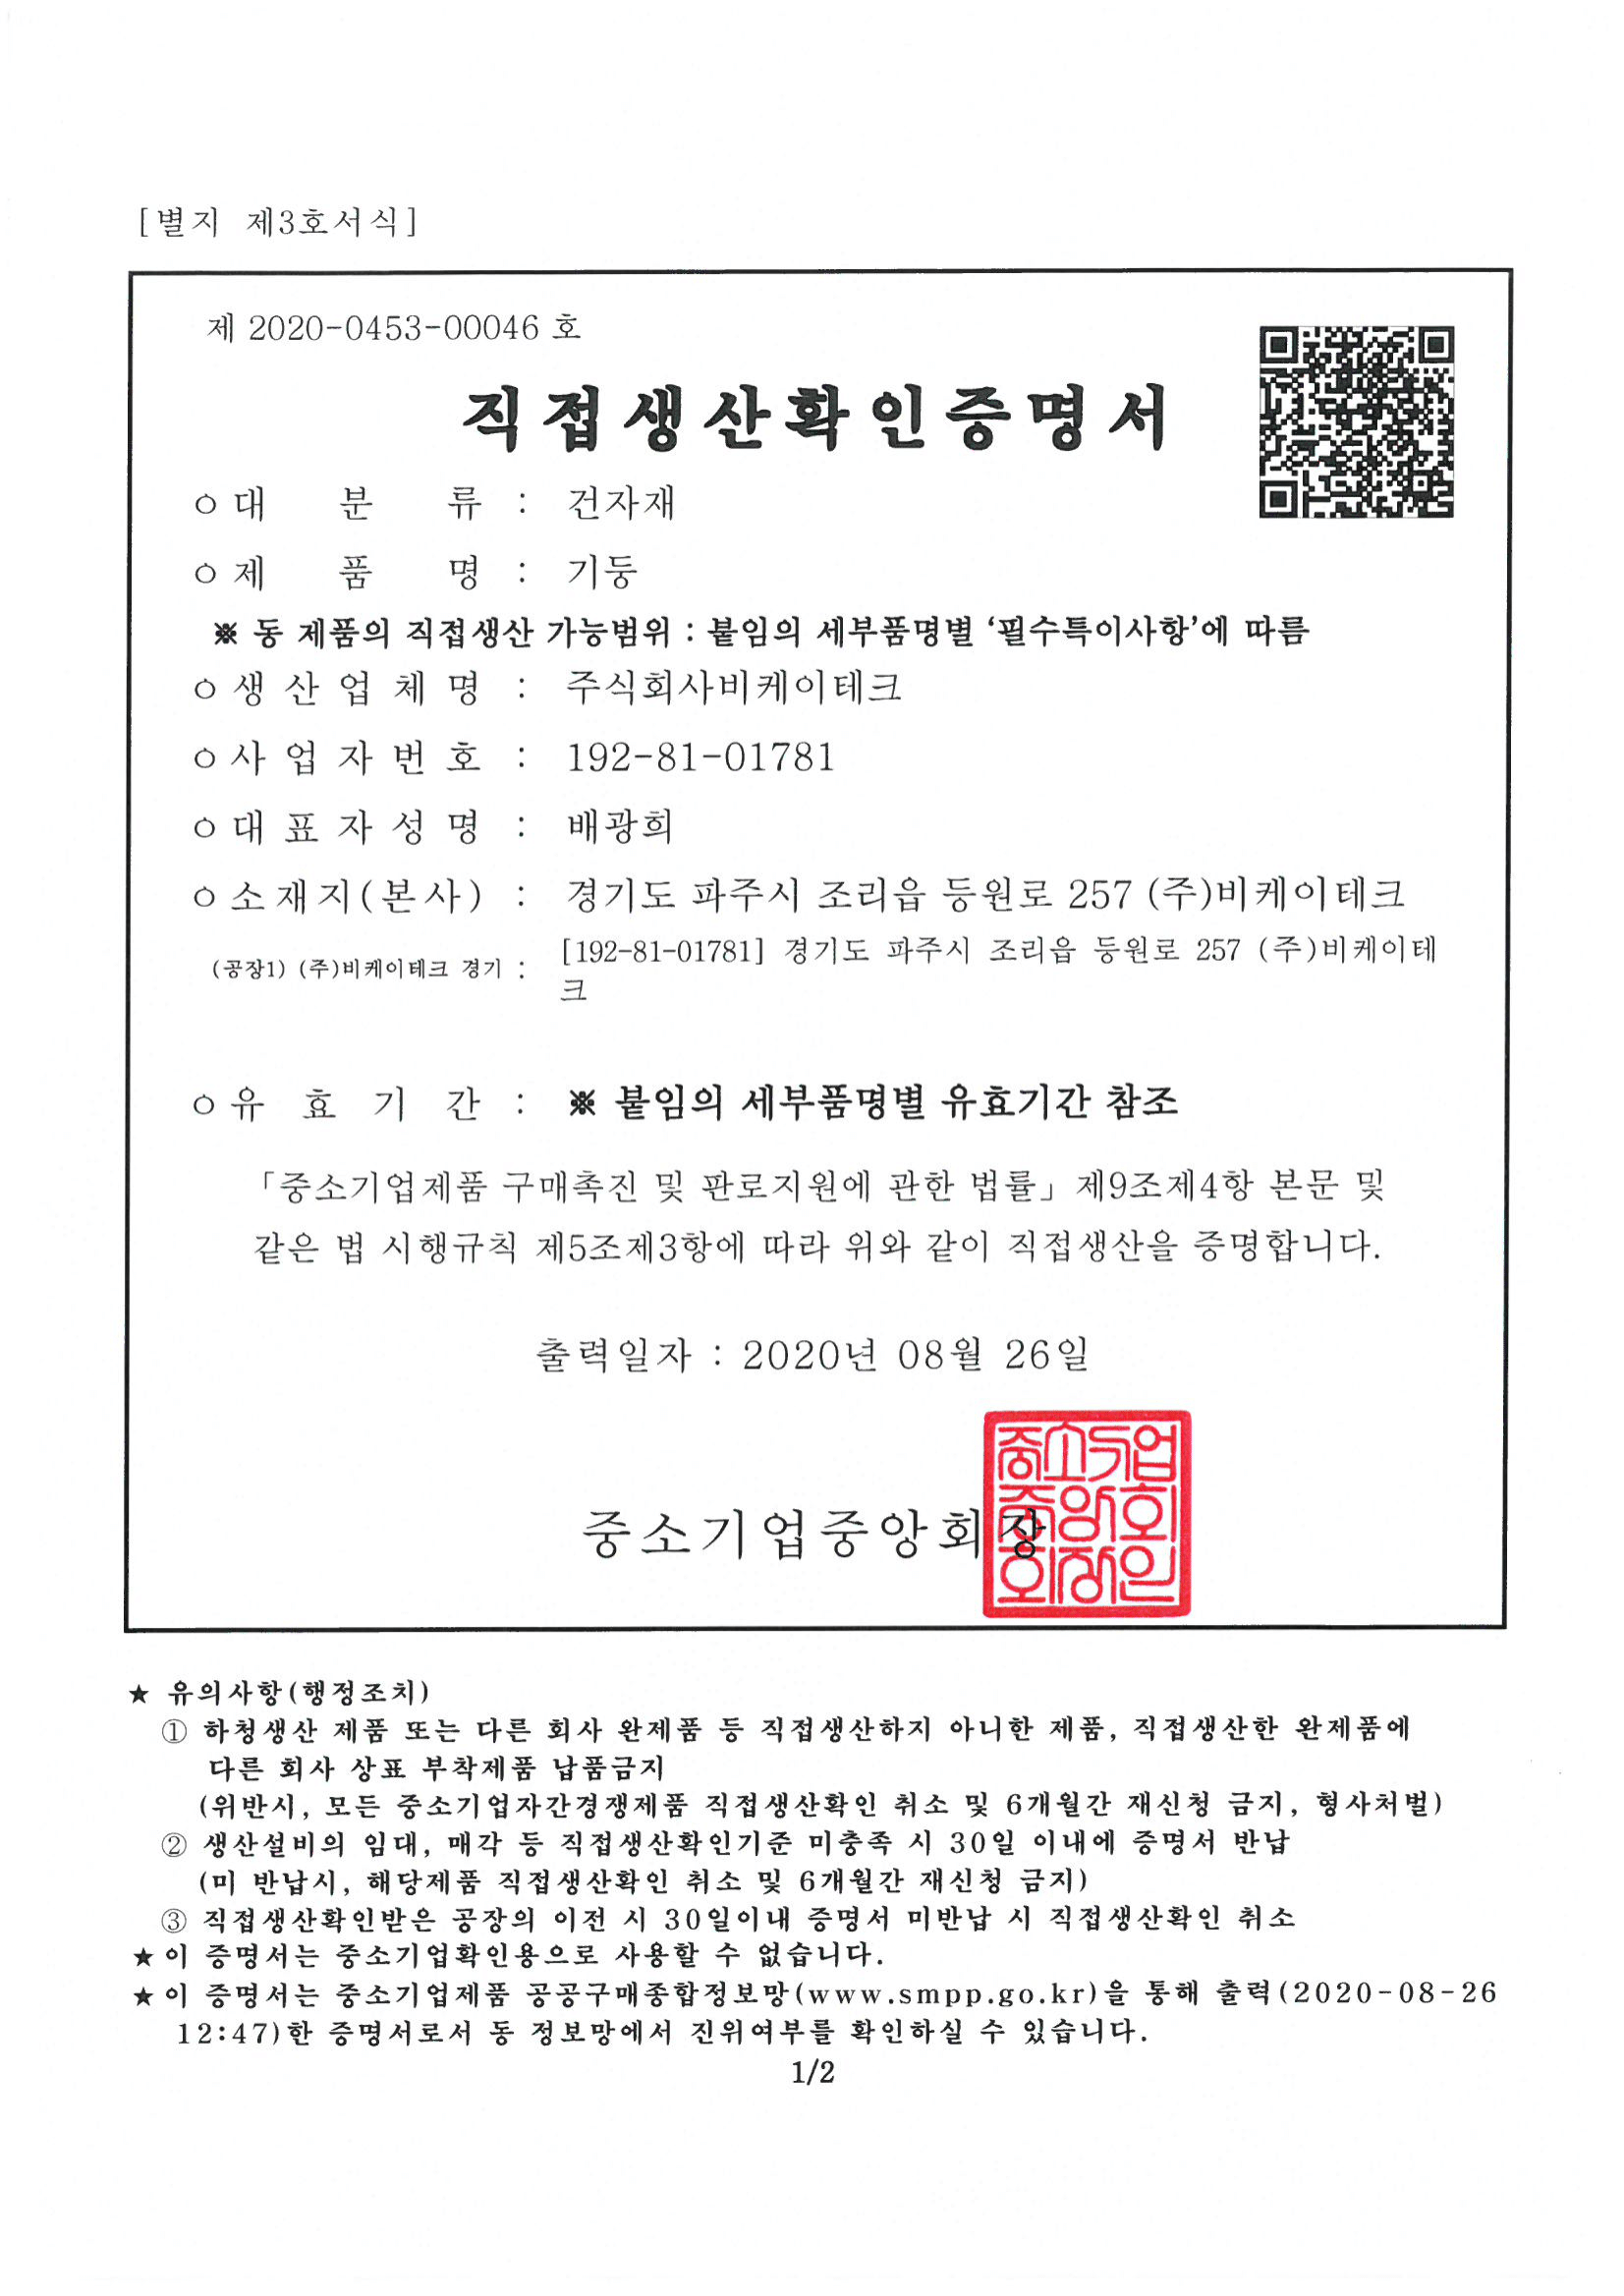 [별지 제3호서식]
제 2020-0453-00046 호
직접생산확인증명서
ㅇ대 분 류 : 건자재
ㅇ제 품 명 : 기둥
※ 동 제품의 직접생산 가능범위 : 붙임의 세부품명별 ‘필수특이사항’에 따름
ㅇ생 산 업 체 명 : 주식회사비케이테크
ㅇ사 업 자 번 호 : 192-81-01781
ㅇ대 표 자 성 명 : 배광희
ㅇ소재지(본사) : 경기도 파주시 조리읍 등원로 257 (주)비케이테크
(공장1) (주)비케이테크 경기 : [192-81-01781] 경기도 파주시 조리읍 등원로 257 (주)비케이테
크
ㅇ유 효 기 간 : ※ 붙임의 세부품명별 유효기간 참조
「중소기업제품 구매촉진 및 판로지원에 관한 법률」제9조제4항 본문 및
같은 법 시행규칙 제5조제3항에 따라 위와 같이 직접생산을 증명합니다.
출력일자 : 2020년 08월 26일
중소기업중앙회장
중소기업
중앙회
회장인
★ 유의사항(행정조치)
① 하청생산 제품 또는 다른 회사 완제품 등 직접생산하지 아니한 제품, 직접생산한 완제품에
다른 회사 상표 부착제품 납품금지
(위반시, 모든 중소기업자간경쟁제품 직접생산확인 취소 및 6개월간 재신청 금지, 형사처벌)
② 생산설비의 임대, 매각 등 직접생산확인기준 미충족 시 30일 이내에 증명서 반납
(미 반납시, 해당제품 직접생산확인 취소 및 6개월간 재신청 금지)
③ 직접생산확인받은 공장의 이전 시 30일이내 증명서 미반납 시 직접생산확인 취소
★이 증명서는 중소기업확인용으로 사용할 수 없습니다.
★이 증명서는 중소기업제품 공공구매종합정보망(www.smpp.go.kr)을 통해 출력(2020-08-26
12:47)한 증명서로서 동 정보망에서 진위여부를 확인하실 수 있습니다.
1/2